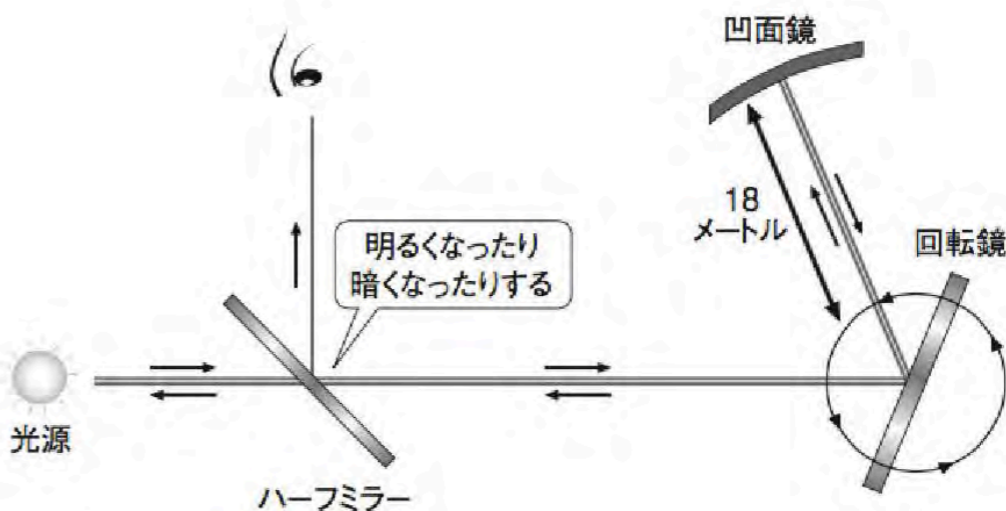 凹面鏡
18
メートル
回転鏡
明るくなったり
暗くなったりする
光源
ハーフミラー